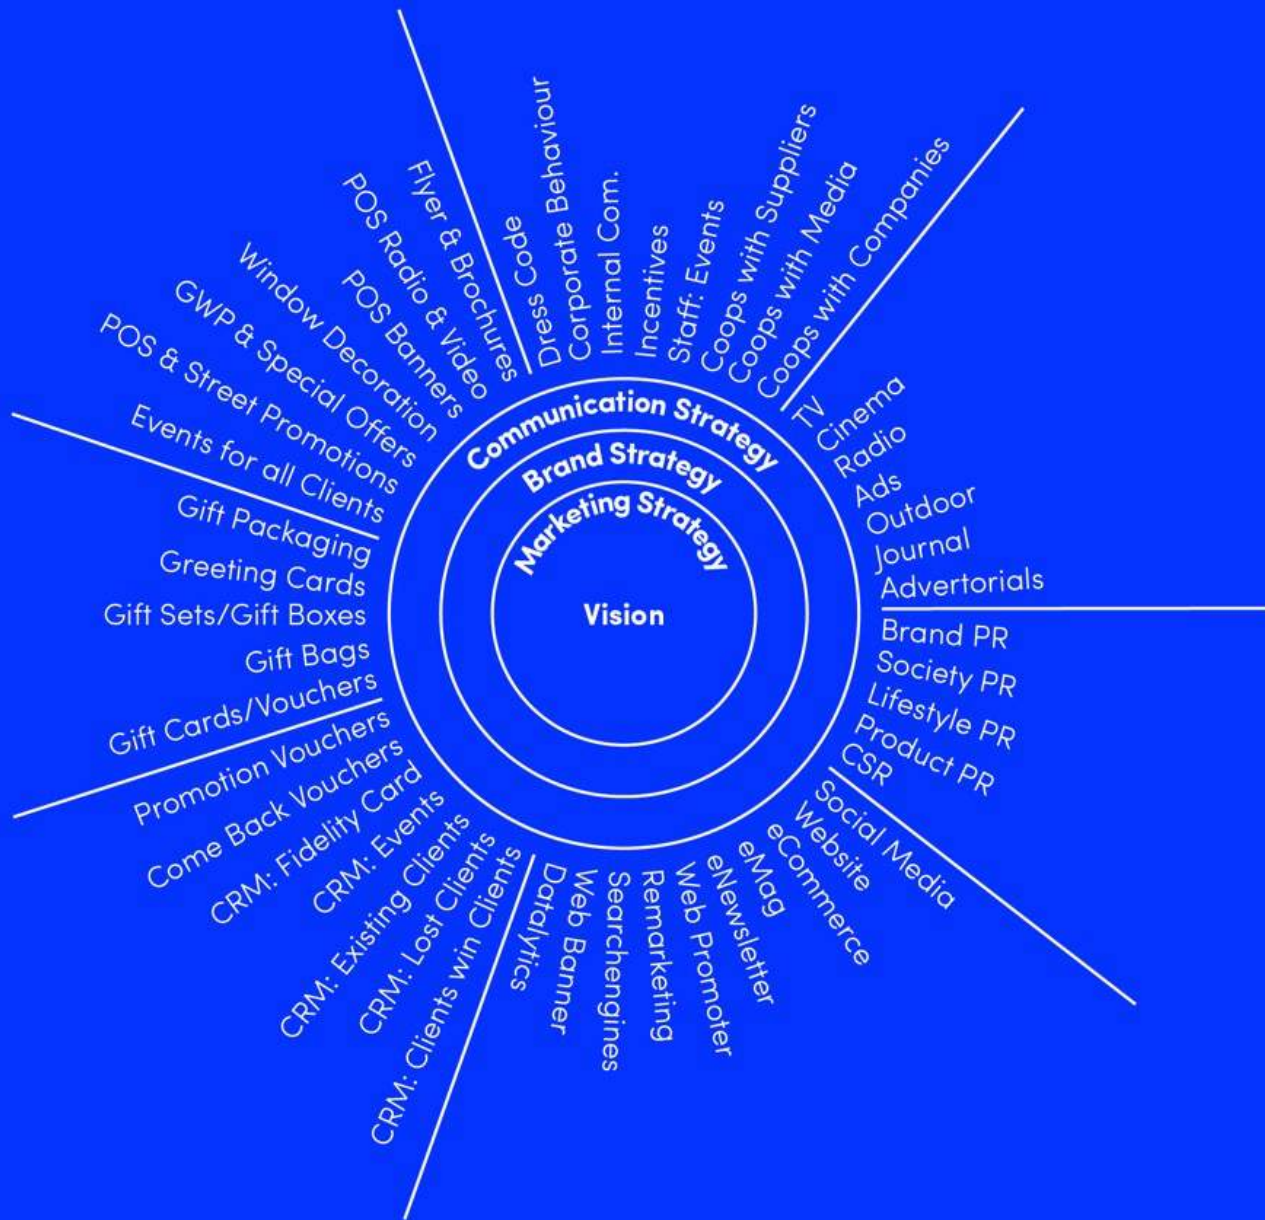 Communication Strategy
Brand Strategy
Marketing Strategy
Vision
Dress Code
Corporate Behaviour
Internal Com.
Incentives
Staff: Events
Coops with Suppliers
Coops with Media
Coops with Companies
TV
Cinema
Radio
Ads
Outdoor
Journal
Advertorials
Brand PR
Society PR
Lifestyle PR
Product PR
CSR
Social Media
Website
eCommerce
eMag
eNewsletter
Web Promoter
Remarketing
Searchengines
Web Banner
Datalytics
CRM: Clients win Clients
CRM: Lost Clients
CRM: Existing Clients
CRM: Events
CRM: Fidelity Card
Come Back Vouchers
Promotion Vouchers
Gift Cards/Vouchers
Gift Bags
Gift Sets/Gift Boxes
Greeting Cards
Gift Packaging
Events for all Clients
POS & Street Promotions
GWP & Special Offers
Window Decoration
POS Banners
POS Radio & Video
Flyer & Brochures